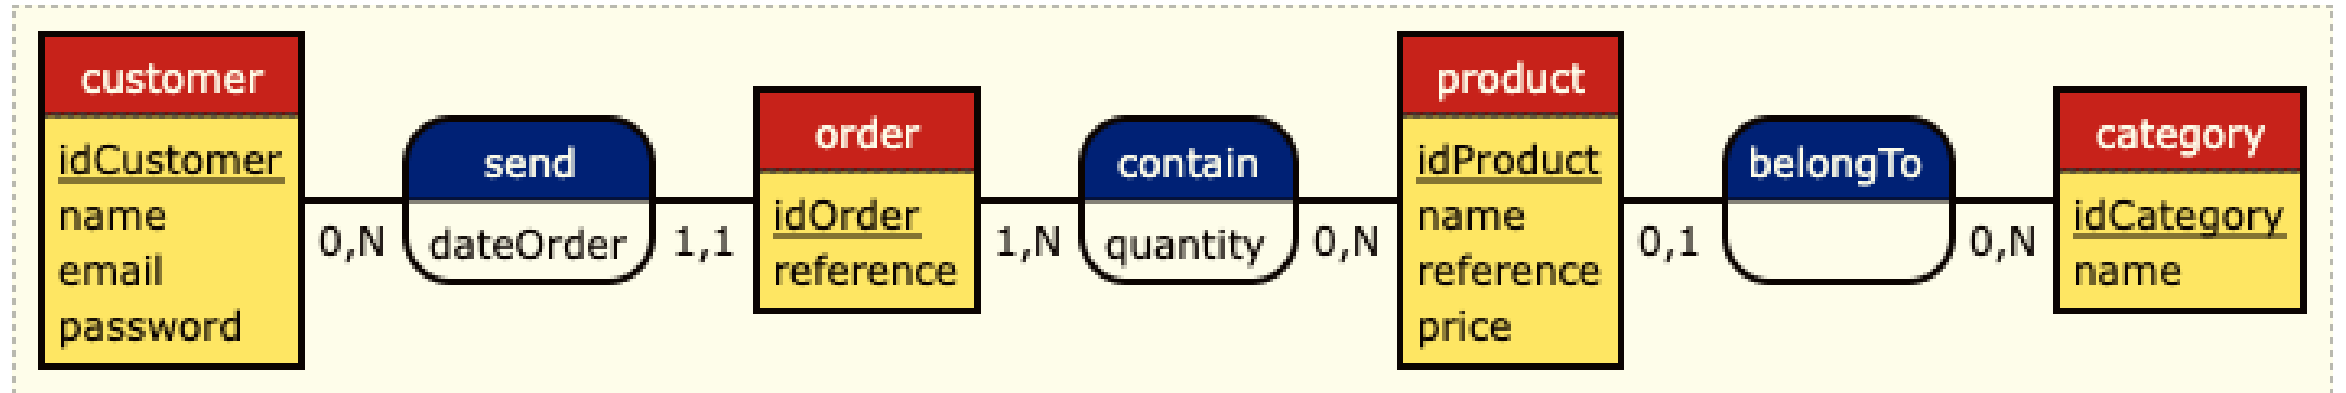 customer
idCustomer
name
email
password
0,N
send
dateOrder
1,1
order
idOrder
reference
1,N
contain
quantity
0,N
product
idProduct
name
reference
price
0,1
belongTo
0,N
category
idCategory
name